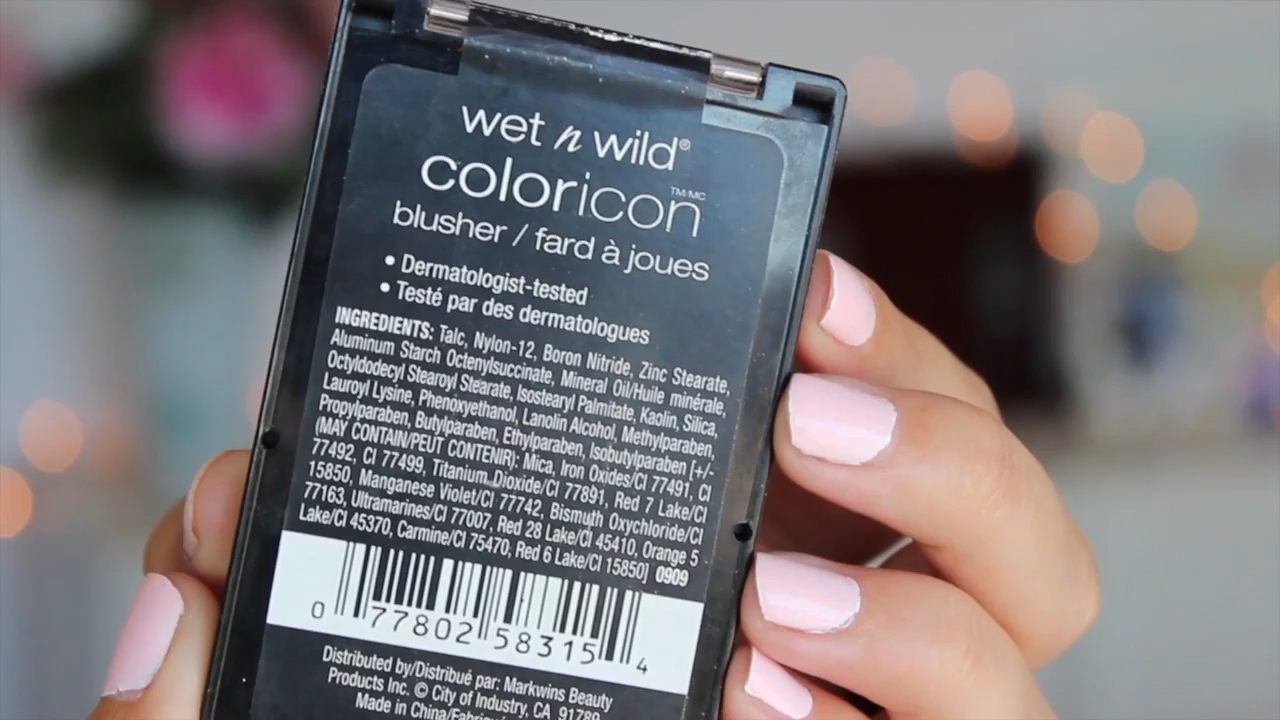 wet n wild®
coloricon™/MC
blusher / fard à joues
• Dermatologist-tested
• Testé par des dermatologues
INGREDIENTS: Talc, Nylon-12, Boron Nitride, Zinc Stearate,
Aluminum Starch Octenylsuccinate, Mineral Oil/Huile minérale,
Octyldodecyl Stearoyl Stearate, Isostearyl Palmitate, Kaolin, Silica,
Lauroyl Lysine, Phenoxyethanol, Lanolin Alcohol, Methylparaben,
Propylparaben, Butylparaben, Ethylparaben, Isobutylparaben [+/-
(MAY CONTAIN/PEUT CONTENIR): Mica, Iron Oxides/CI 77491, CI
77492, CI 77499, Titanium Dioxide/CI 77891, Red 7 Lake/CI
15850, Manganese Violet/CI 77742, Bismuth Oxychloride/CI
77163, Ultramarines/CI 77007, Red 28 Lake/CI 45410, Orange 5
Lake/CI 45370, Carmine/CI 75470, Red 6 Lake/CI 15850] 0909
0 77802 58315 4
Distributed by/Distribué par: Markwins Beauty
Products Inc. © City of Industry, CA 91789
Made in China/Fabriqué